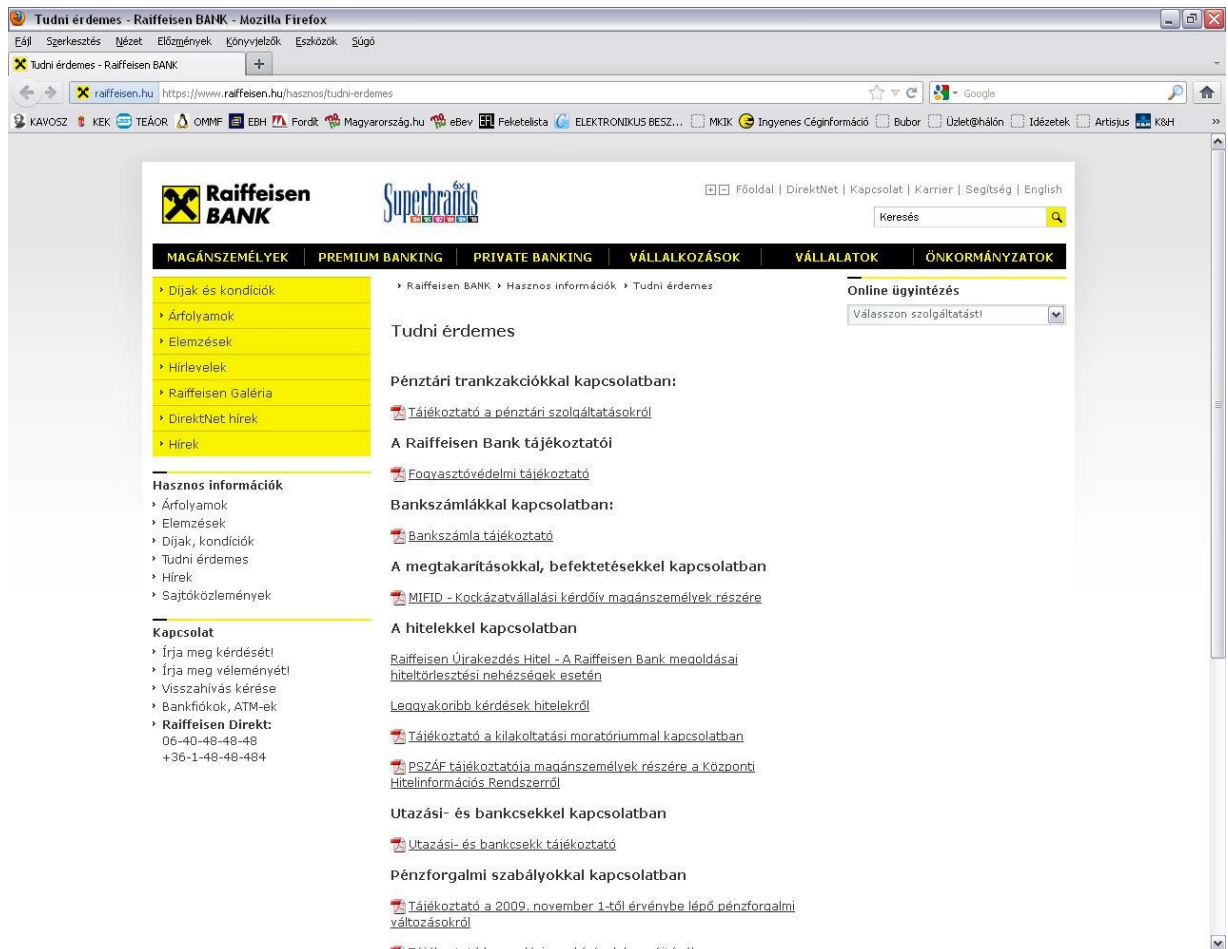 Tudni érdemes - Raiffeisen BANK - Mozilla Firefox
Fájl Szerkesztés Nézet Előzmények Könyvjelzők Eszközök Súgó
Tudni érdemes - Raiffeisen BANK
raiffeisen.hu https://www.raiffeisen.hu/hasznos/tudni-erdemes Google
KAVOSZ KEK TEÁOR OMMF EBH Fordít Magyarország.hu eBev Feketelista ELEKTRONIKUS BESZ... MKIK Ingyenes Céginformáció Bubor Üzlet@hálón Idézetek Artisjus K&H »
Raiffeisen BANK
Superbrands 6x
'04 '05 '07 '08 '09 '10
Főoldal | DirektNet | Kapcsolat | Karrier | Segítség | English
Keresés
MAGÁNSZEMÉLYEK PREMIUM BANKING PRIVATE BANKING VÁLLALKOZÁSOK VÁLLALATOK ÖNKORMÁNYZATOK
Díjak és kondíciók
Árfolyamok
Elemzések
Hírlevelek
Raiffeisen Galéria
DirektNet hírek
Hírek
Hasznos információk
Árfolyamok
Elemzések
Díjak, kondíciók
Tudni érdemes
Hírek
Sajtóközlemények
Kapcsolat
Írja meg kérdését!
Írja meg véleményét!
Visszahívás kérése
Bankfiókok, ATM-ek
Raiffeisen Direkt:
06-40-48-48-48
+36-1-48-48-484
Raiffeisen BANK Hasznos információk Tudni érdemes
Tudni érdemes
Pénztári trankzakciókkal kapcsolatban:
Tájékoztató a pénztári szolgáltatásokról
A Raiffeisen Bank tájékoztatói
Fogyasztóvédelmi tájékoztató
Bankszámlákkal kapcsolatban:
Bankszámla tájékoztató
A megtakarításokkal, befektetésekkel kapcsolatban
MIFID - Kockázatvállalási kérdőív magánszemélyek részére
A hitelekkel kapcsolatban
Raiffeisen Újrakezdés Hitel - A Raiffeisen Bank megoldásai
hiteltörlesztési nehézségek esetén
Leggyakoribb kérdések hitelekről
Tájékoztató a kilakoltatási moratóriummal kapcsolatban
PSZÁF tájékoztatója magánszemélyek részére a Központi
Hitelinformációs Rendszerről
Utazási- és bankcsekkel kapcsolatban
Utazási- és bankcsekk tájékoztató
Pénzforgalmi szabályokkal kapcsolatban
Tájékoztató a 2009. november 1-től érvénybe lépő pénzforgalmi
változásokról
Online ügyintézés
Válasszon szolgáltatást!